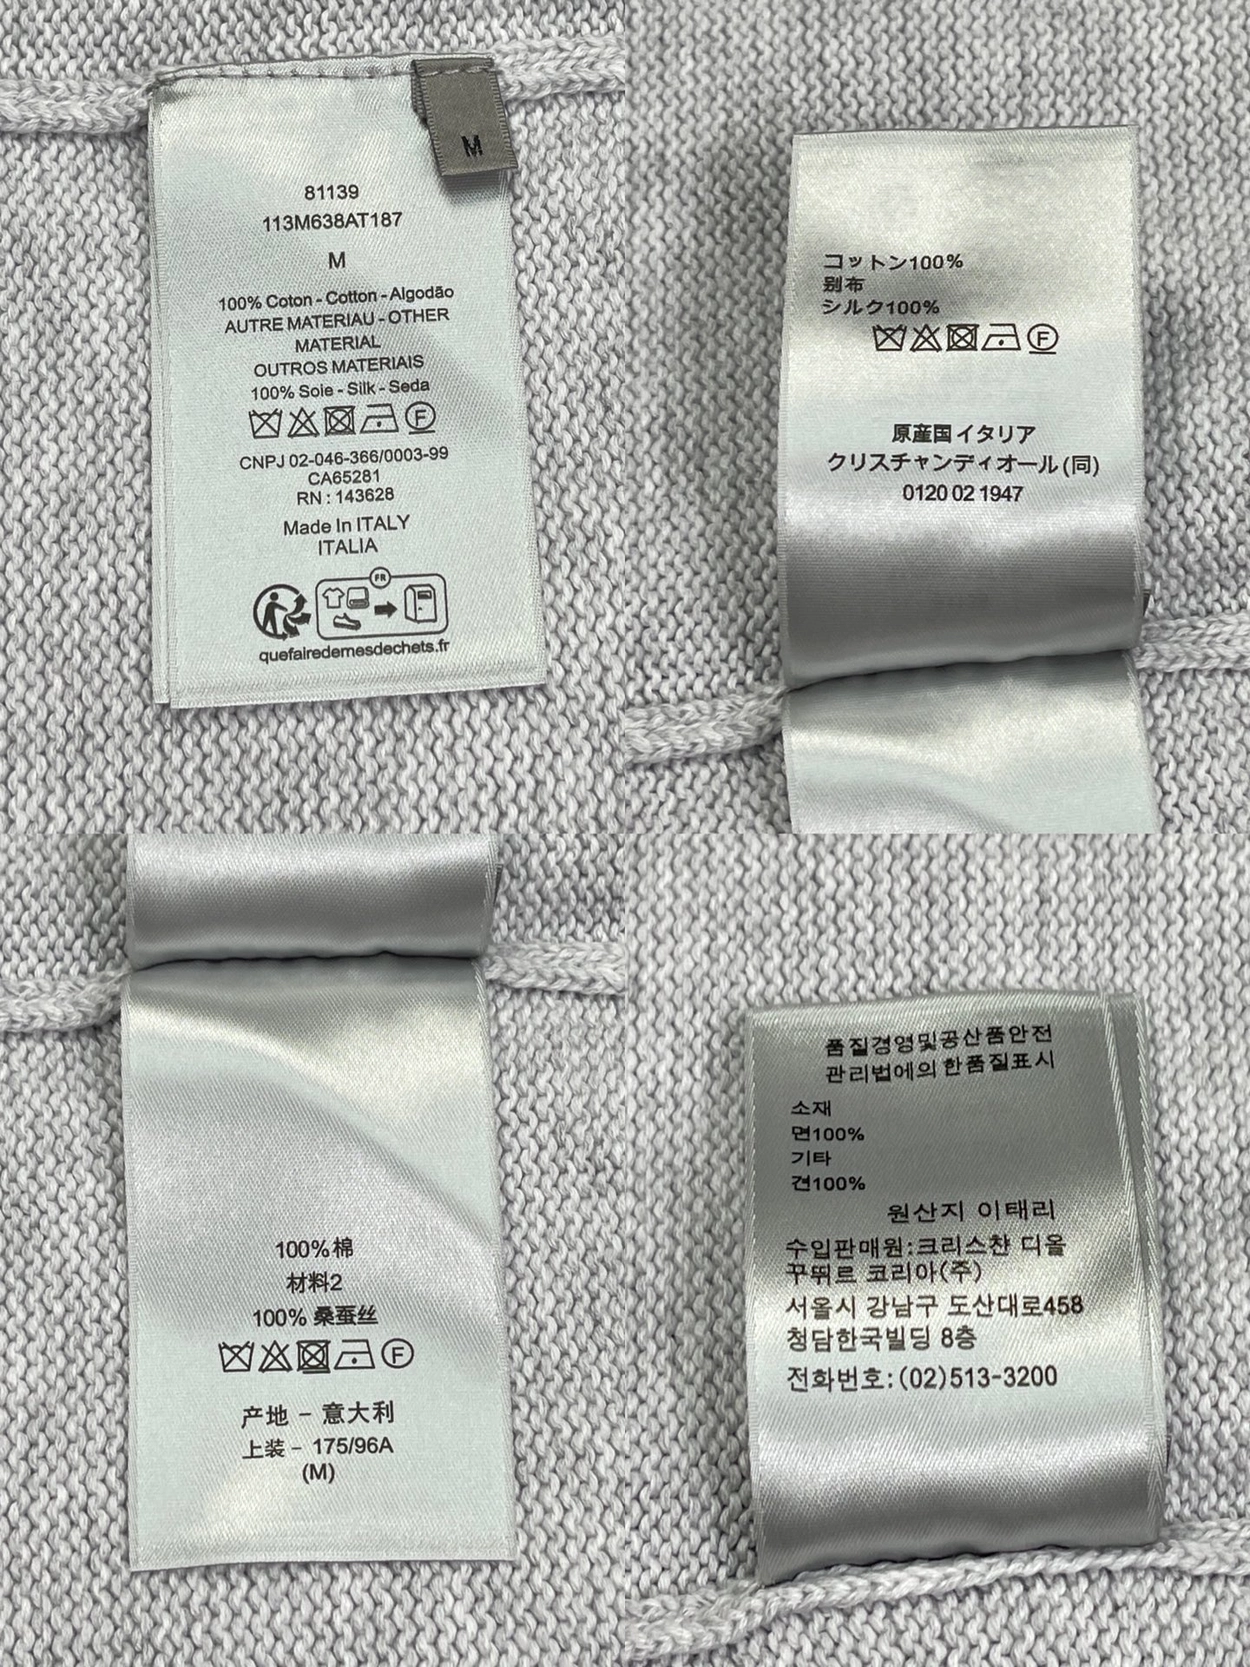 M
81139
113M638AT187
M
100% Coton - Cotton - Algodão
AUTRE MATERIAU - OTHER
MATERIAL
OUTROS MATERIAIS
100% Soie - Silk - Seda
F
CNPJ 02-046-366/0003-99
CA65281
RN : 143628
Made In ITALY
ITALIA
FR
quefairedemesdechets.fr
コットン100%
別布
シルク100%
F
原産国 イタリア
クリスチャンディオール(同)
0120 02 1947
100%棉
材料2
100% 桑蚕丝
F
产地 - 意大利
上装 - 175/96A
(M)
품질경영및공산품안전
관리법에의한품질표시
소재
면100%
기타
견100%
원산지 이태리
수입판매원:크리스챤 디올
꾸뛰르 코리아(주)
서울시 강남구 도산대로458
청담한국빌딩 8층
전화번호:(02)513-3200